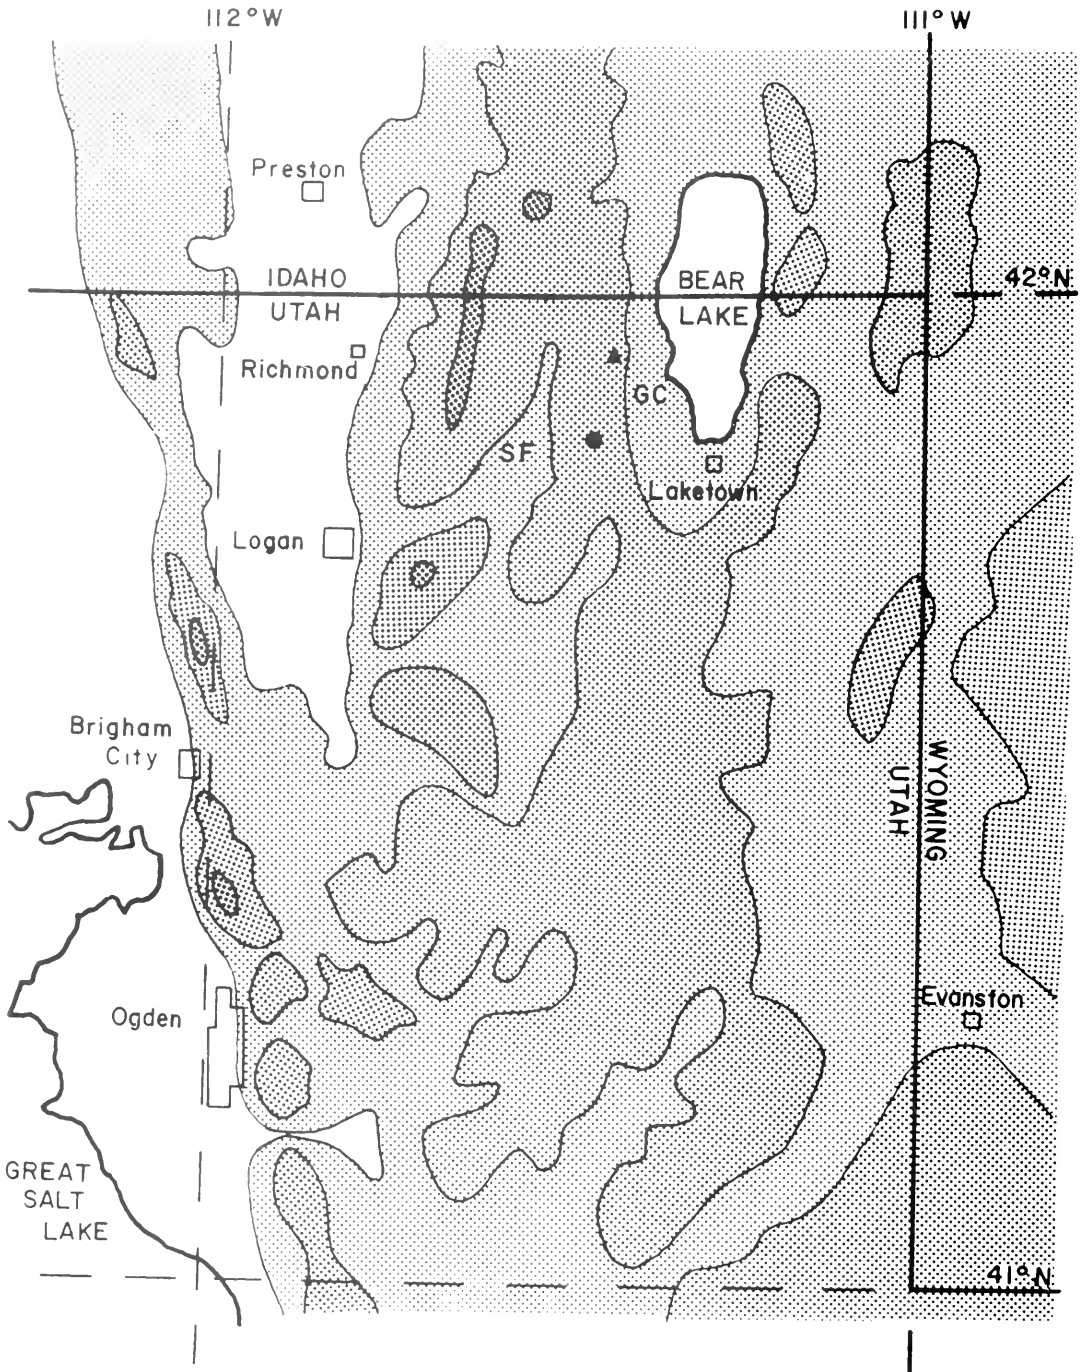 112°W
111°W
Preston
IDAHO
UTAH
BEAR
LAKE
42°N
Richmond
GC
SF
Laketown
Logan
Brigham
City
WYOMING
UTAH
Evanston
Ogden
GREAT
SALT
LAKE
41°N